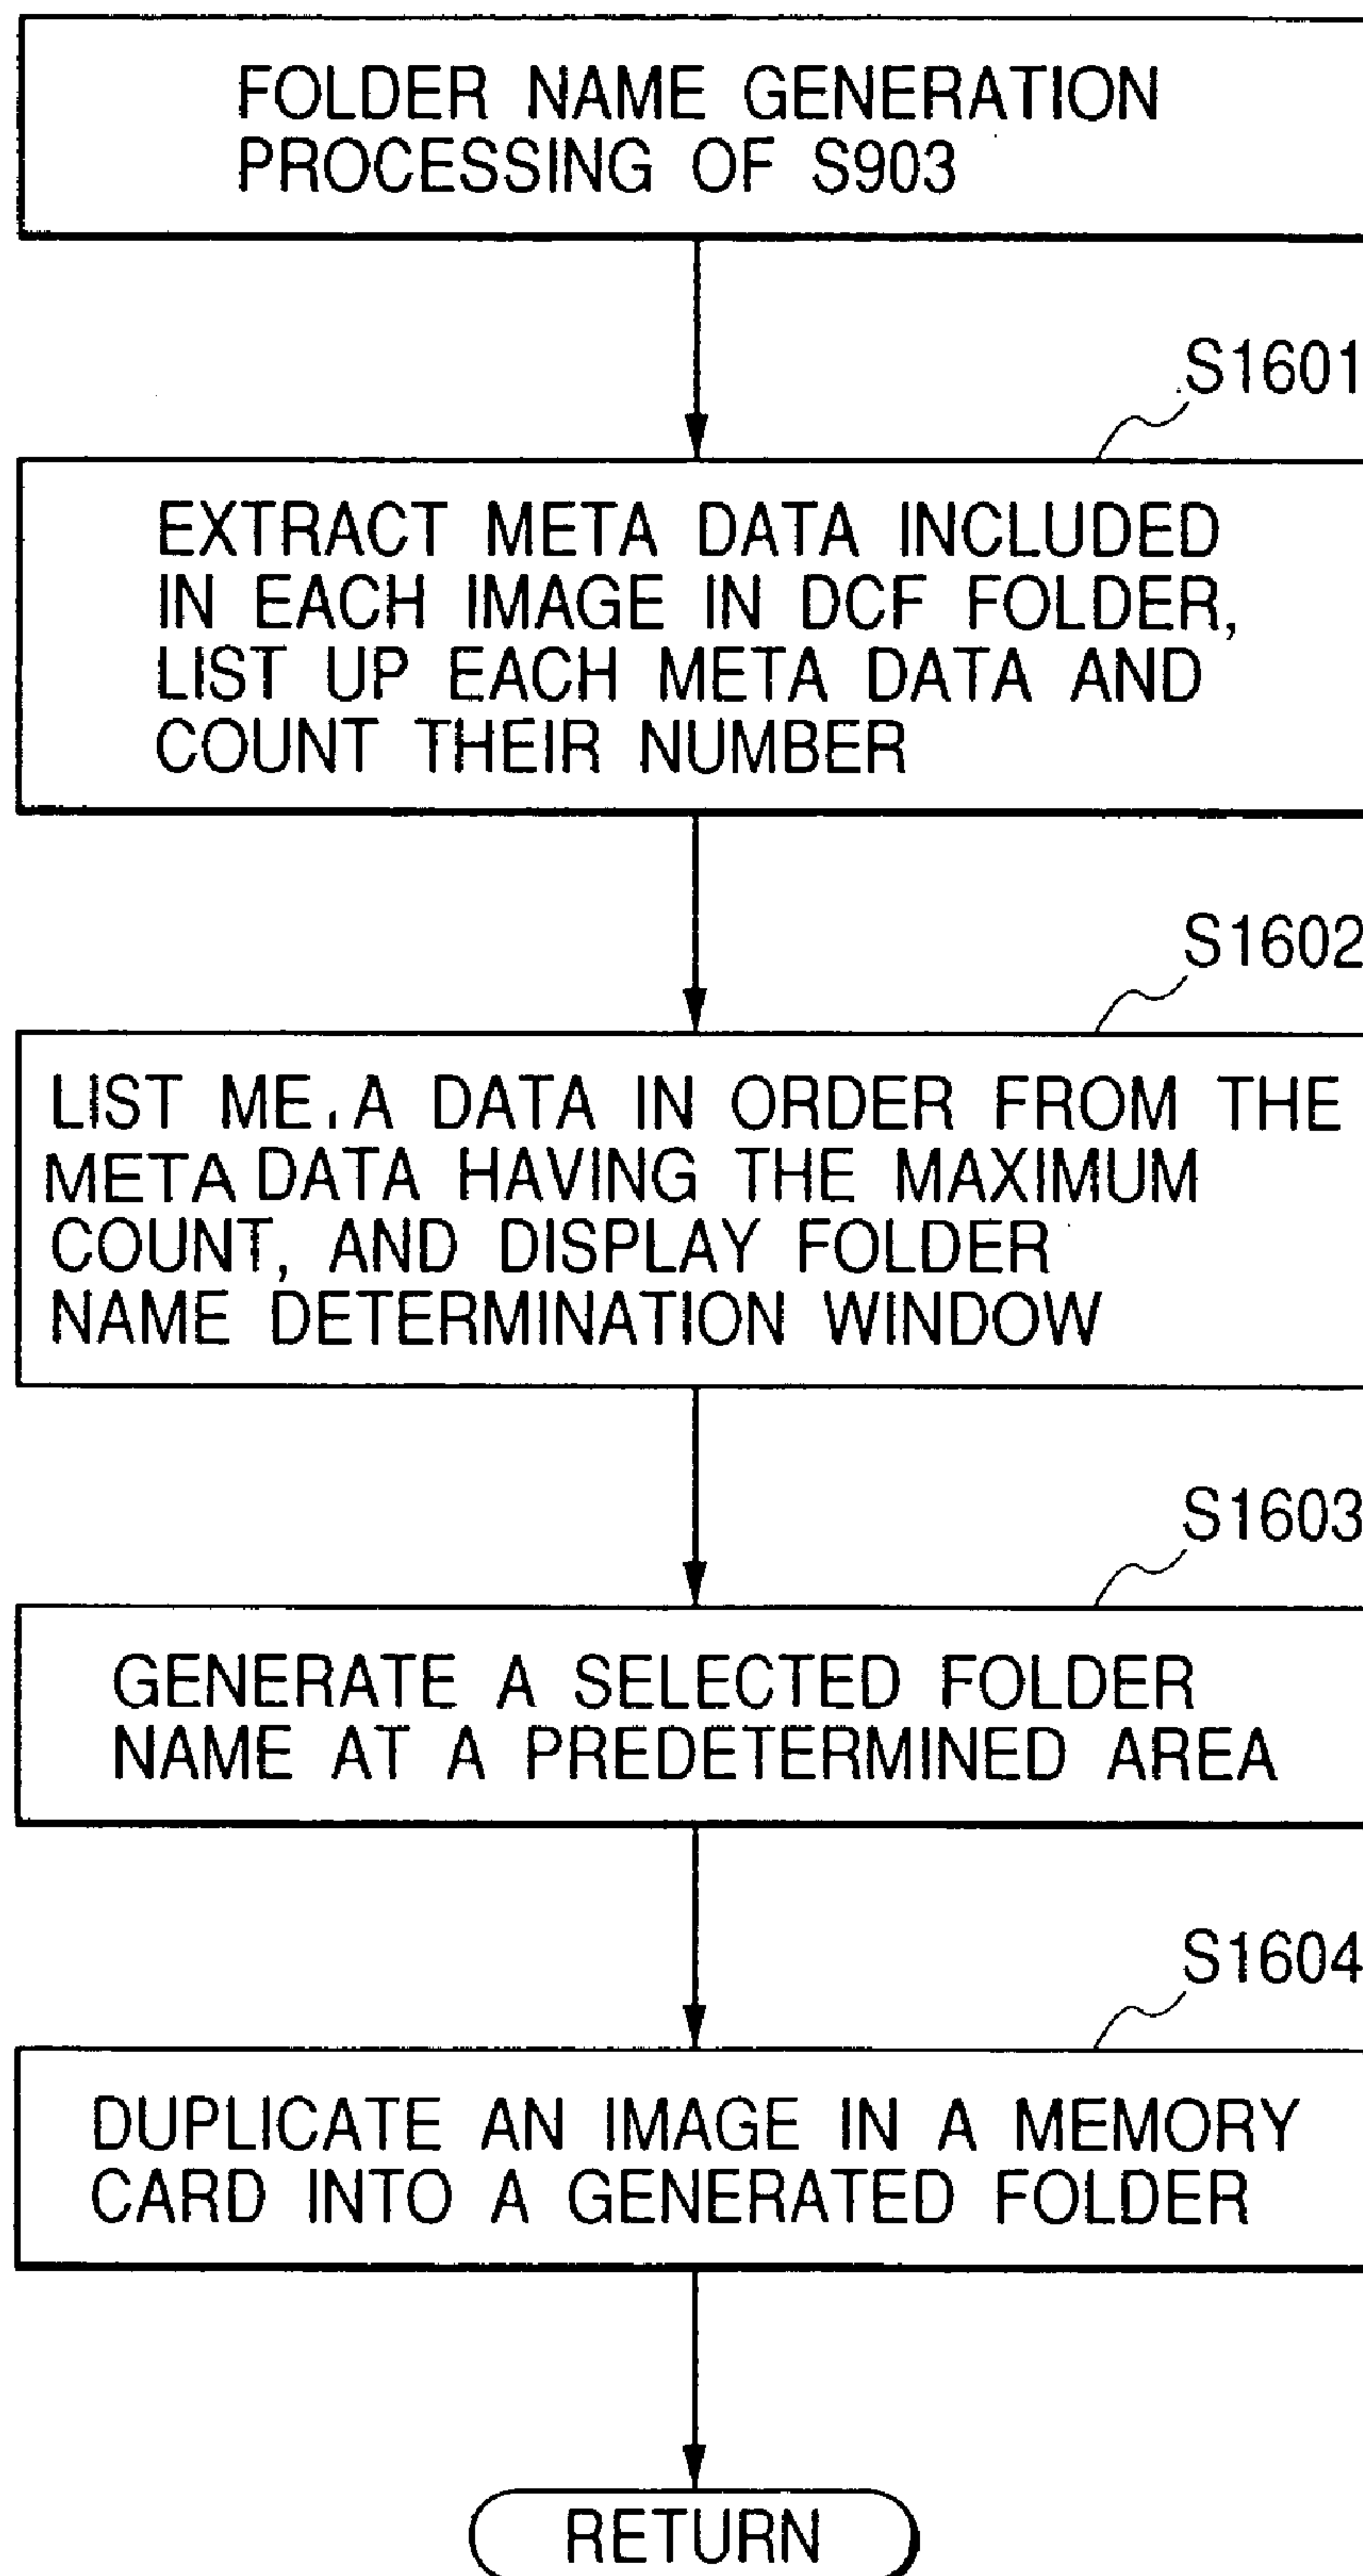 FOLDER NAME GENERATION
PROCESSING OF S903
S1601
EXTRACT META DATA INCLUDED
IN EACH IMAGE IN DCF FOLDER,
LIST UP EACH META DATA AND
COUNT THEIR NUMBER
S1602
LIST ME.A DATA IN ORDER FROM THE
META DATA HAVING THE MAXIMUM
COUNT, AND DISPLAY FOLDER
NAME DETERMINATION WINDOW
S1603
GENERATE A SELECTED FOLDER
NAME AT A PREDETERMINED AREA
S1604
DUPLICATE AN IMAGE IN A MEMORY
CARD INTO A GENERATED FOLDER
RETURN